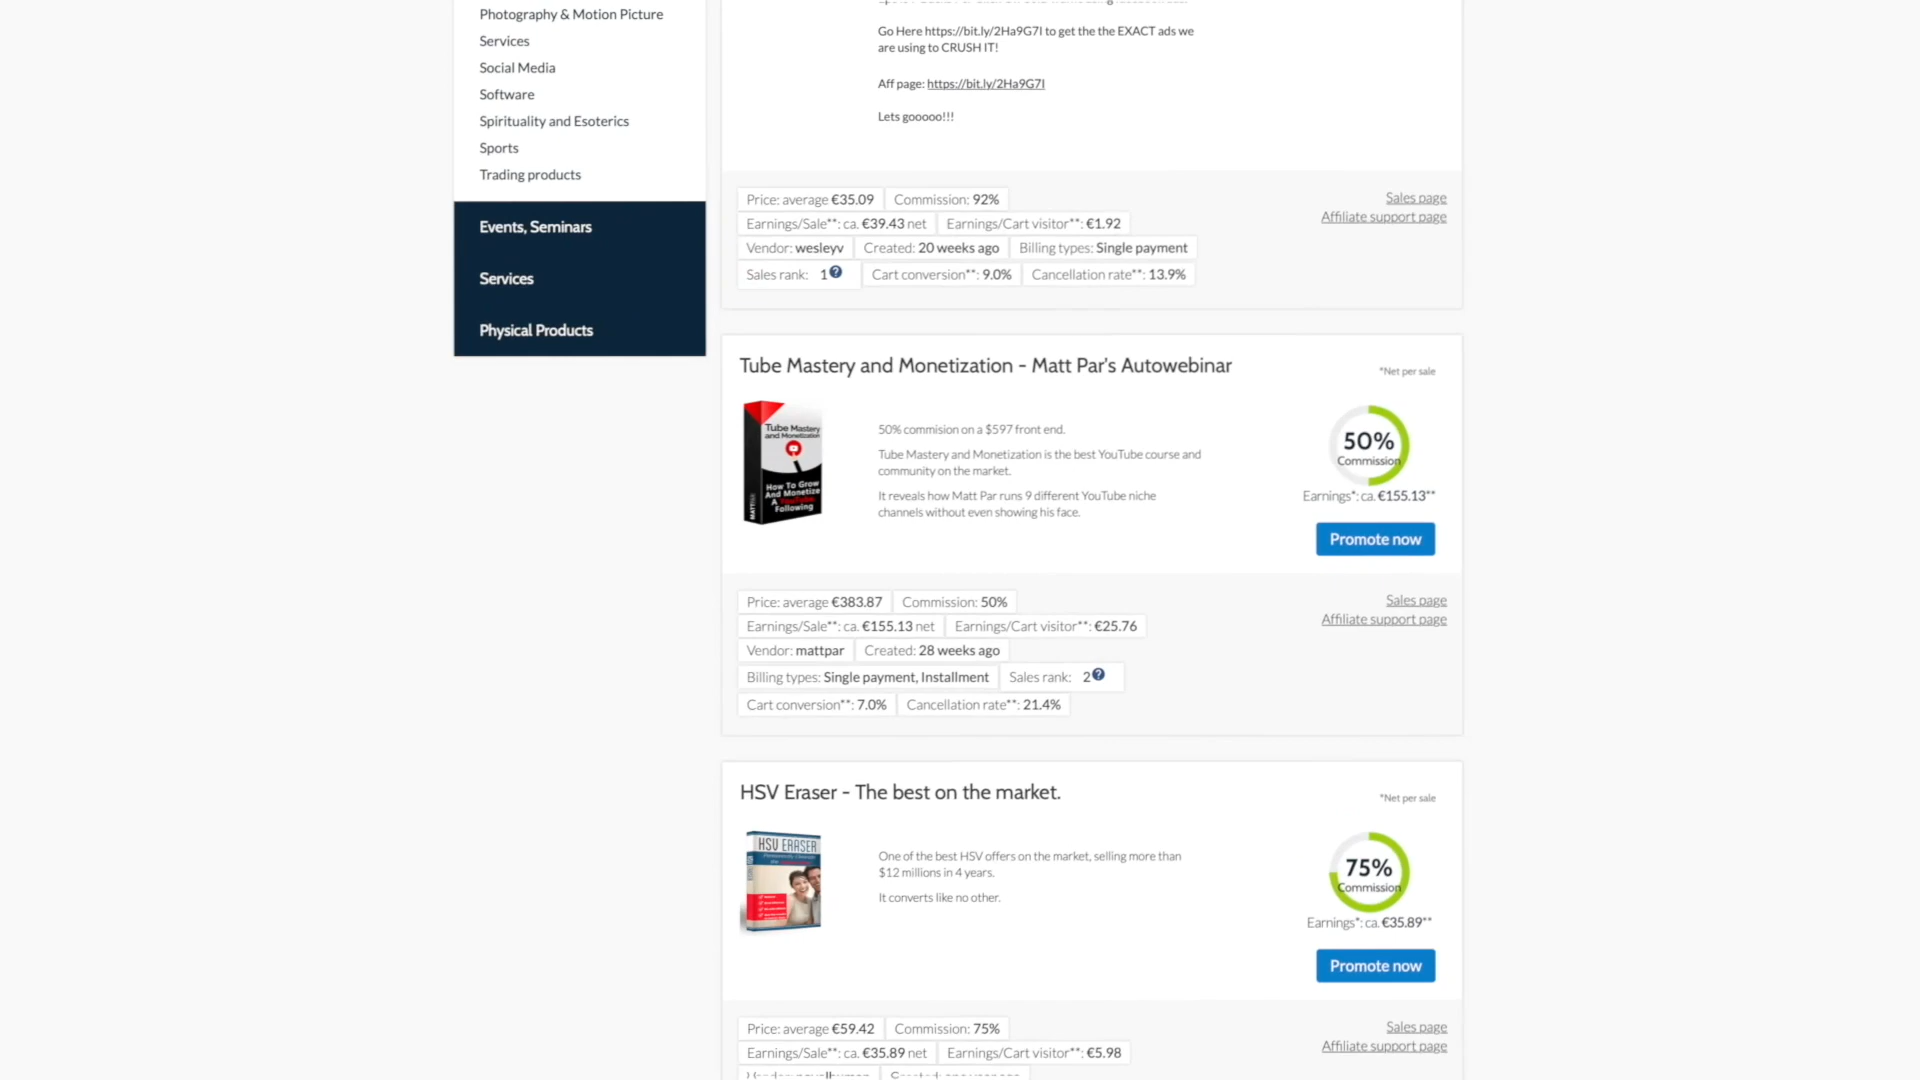 Photography & Motion Picture
Services
Social Media
Software
Spirituality and Esoterics
Sports
Trading products
Events, Seminars
Services
Physical Products
Go Here https://bit.ly/2Ha9G7I to get the the EXACT ads we
are using to CRUSH IT!
Aff page: https://bit.ly/2Ha9G7I
Lets gooooo!!!
Price: average €35.09 Commission: 92%
Earnings/Sale**: ca. €39.43 net Earnings/Cart visitor**: €1.92
Vendor: wesleyv Created: 20 weeks ago Billing types: Single payment
Sales rank: 1 ? Cart conversion**: 9.0% Cancellation rate**: 13.9%
Sales page
Affiliate support page
Tube Mastery and Monetization - Matt Par's Autowebinar
*Net per sale
Tube Mastery
and Monetization
How To Grow
And Monetize
A YouTube
Following
MATT PAR
50% commision on a $597 front end.
Tube Mastery and Monetization is the best YouTube course and
community on the market.
It reveals how Matt Par runs 9 different YouTube niche
channels without even showing his face.
50%
Commission
Earnings*: ca. €155.13**
Promote now
Price: average €383.87 Commission: 50%
Earnings/Sale**: ca. €155.13 net Earnings/Cart visitor**: €25.76
Vendor: mattpar Created: 28 weeks ago
Billing types: Single payment, Installment Sales rank: 2 ?
Cart conversion**: 7.0% Cancellation rate**: 21.4%
Sales page
Affiliate support page
HSV Eraser - The best on the market.
*Net per sale
HSV ERASER
One of the best HSV offers on the market, selling more than
$12 millions in 4 years.
It converts like no other.
75%
Commission
Earnings*: ca. €35.89**
Promote now
Price: average €59.42 Commission: 75%
Earnings/Sale**: ca. €35.89 net Earnings/Cart visitor**: €5.98
Sales page
Affiliate support page